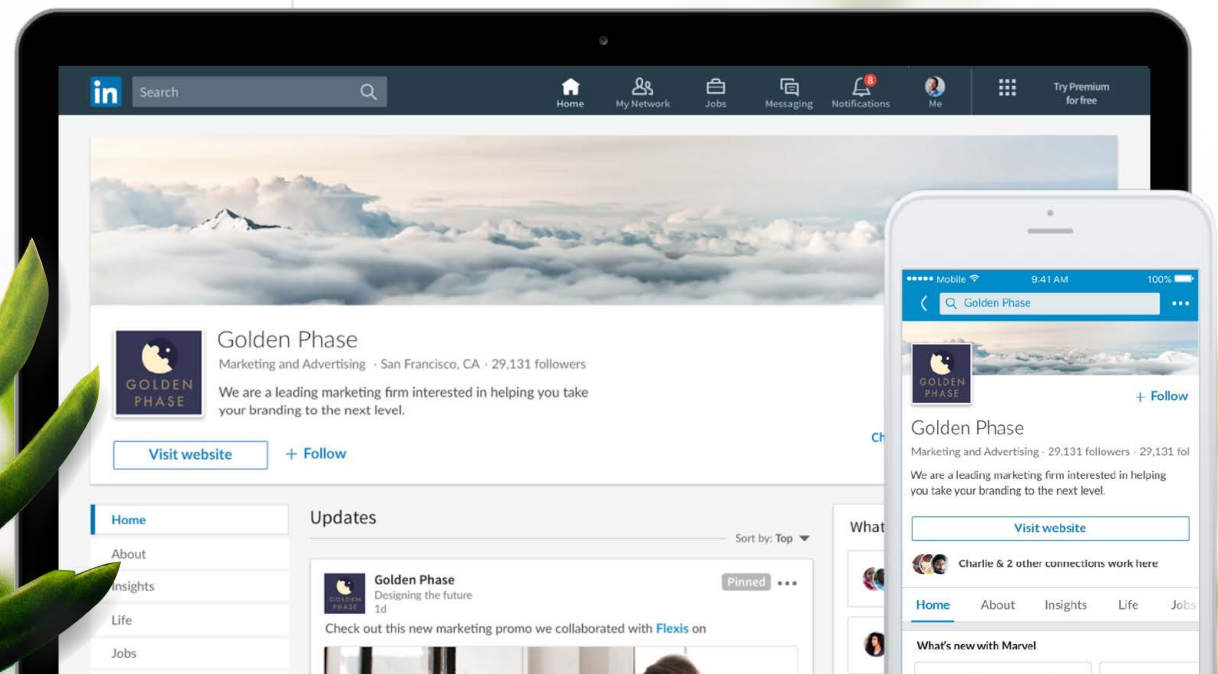 in
Search
Home
My Network
Jobs
Messaging
8
Notifications
Me
Try Premium
for free
GOLDEN
PHASE
Golden Phase
Marketing and Advertising · San Francisco, CA · 29,131 followers
We are a leading marketing firm interested in helping you take
your branding to the next level.
Visit website
+ Follow
Ch
Home
About
Insights
Life
Jobs
Updates
Sort by: Top
GOLDEN
PHASE
Golden Phase
Designing the future
1d
Pinned
Check out this new marketing promo we collaborated with Flexis on
What
Mobile
9:41 AM
100%
Golden Phase
GOLDEN
PHASE
+ Follow
Golden Phase
Marketing and Advertising · 29,131 followers · 29,131 fol
We are a leading marketing firm interested in helping
you take your branding to the next level.
Visit website
Charlie & 2 other connections work here
Home
About
Insights
Life
Jobs
What's new with Marvel